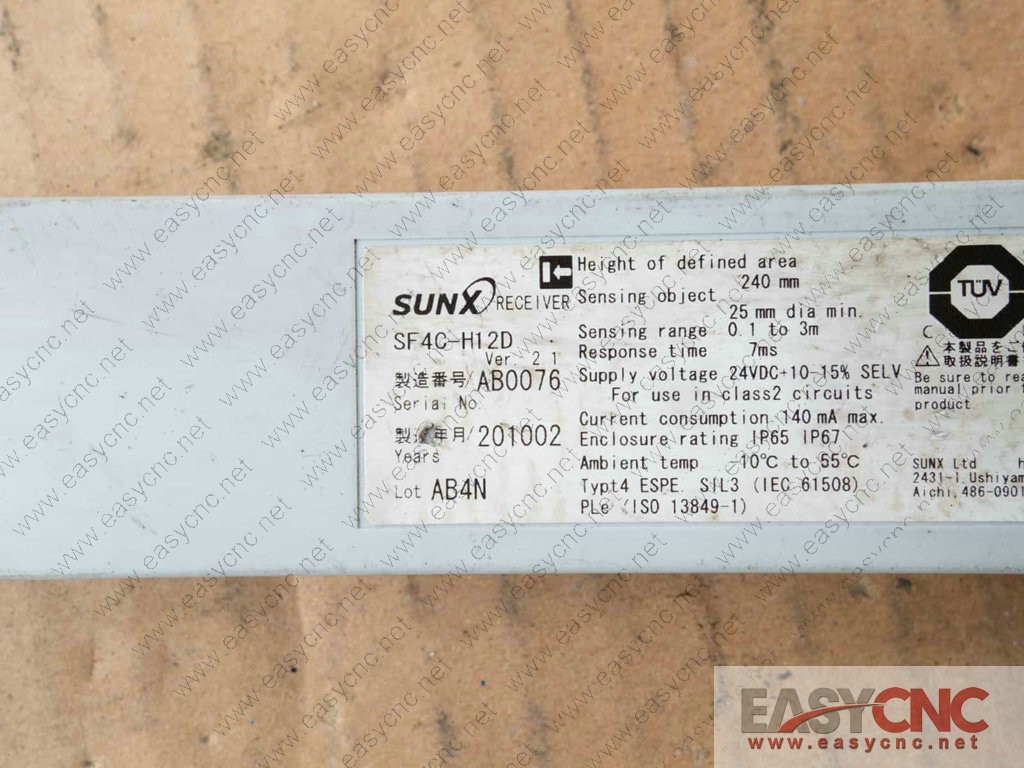 SUNX RECEIVER
SF4C-H12D
Ver. 2 1
製造番号/AB0076
Serial No.
製造年月/201002
Years
Lot AB4N
Height of defined area
240 mm
Sensing object
25 mm dia min.
Sensing range 0.1 to 3m
Response time 7ms
Supply voltage 24VDC+10-15% SELV
For use in class2 circuits
Current consumption 140 mA max.
Enclosure rating IP65 IP67
Ambient temp -10℃ to 55℃
Typt4 ESPE. SIL3 (IEC 61508)
PLe (ISO 13849-1)
TÜV
C
本製品をご
取扱説明書
Be sure to rea
manual prior
product.
SUNX Ltd h
2431-1,Ushiyam
Aichi,486-0901
EASYCNC
www.easycnc.net